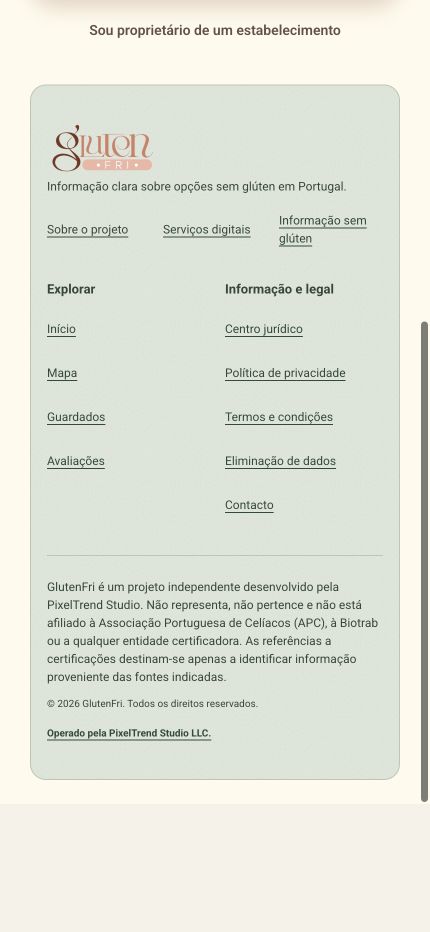 Sou proprietário de um estabelecimento
gluten
• FRI •
Informação clara sobre opções sem glúten em Portugal.
Sobre o projeto
Serviços digitais
Informação sem
glúten
Explorar
Início
Mapa
Guardados
Avaliações
Informação e legal
Centro jurídico
Política de privacidade
Termos e condições
Eliminação de dados
Contacto
GlutenFri é um projeto independente desenvolvido pela
PixelTrend Studio. Não representa, não pertence e não está
afiliado à Associação Portuguesa de Celíacos (APC), à Biotrab
ou a qualquer entidade certificadora. As referências a
certificações destinam-se apenas a identificar informação
proveniente das fontes indicadas.
© 2026 GlutenFri. Todos os direitos reservados.
Operado pela PixelTrend Studio LLC.